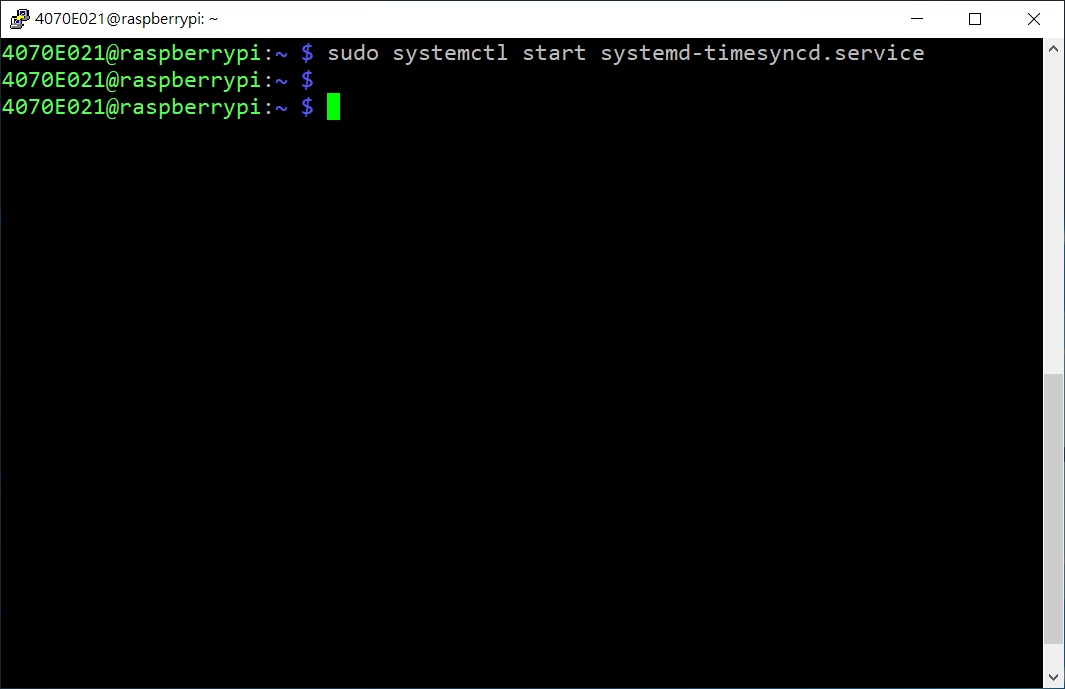 4070E021@raspberrypi: ~
4070E021@raspberrypi:~ $ sudo systemctl start systemd-timesyncd.service
4070E021@raspberrypi:~ $
4070E021@raspberrypi:~ $